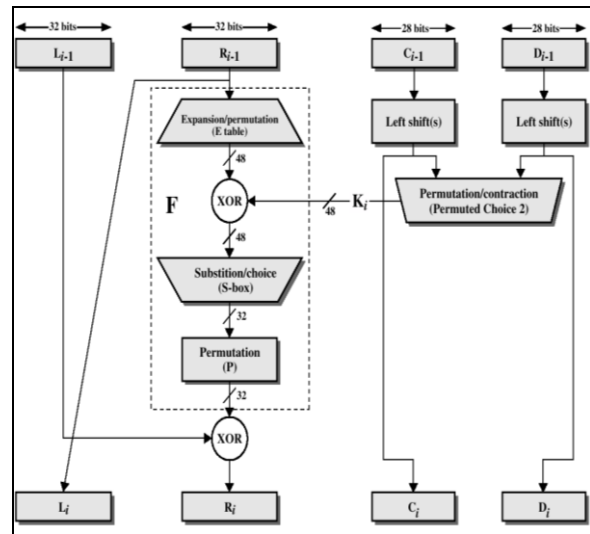 32 bits
32 bits
28 bits
28 bits
Li-1
Ri-1
Ci-1
Di-1
Expansion/permutation
(E table)
Left shift(s)
Left shift(s)
48
F
XOR
48
Ki
Permutation/contraction
(Permuted Choice 2)
48
Substition/choice
(S-box)
32
Permutation
(P)
32
XOR
Li
Ri
Ci
Di